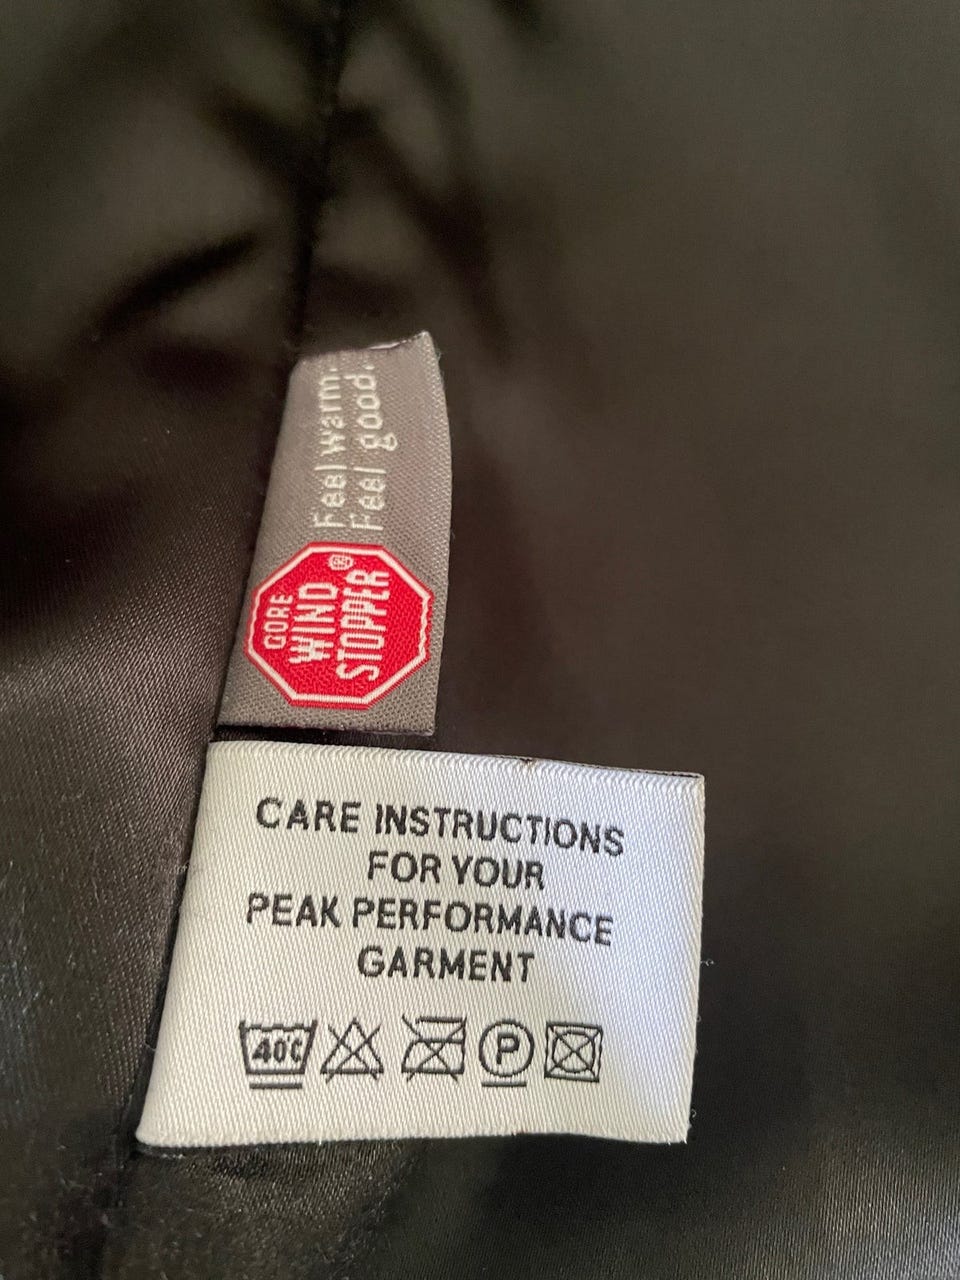 Feel warm.
Feel good.
GORE
WIND
STOPPER®
CARE INSTRUCTIONS
FOR YOUR
PEAK PERFORMANCE
GARMENT
40°C P